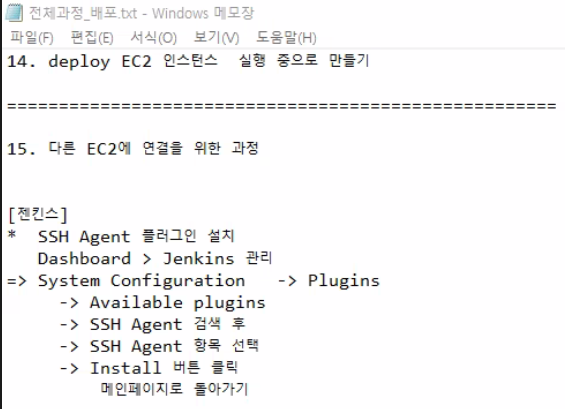 전체과정_배포.txt - Windows 메모장
파일(F) 편집(E) 서식(O) 보기(V) 도움말(H)
14. deploy EC2 인스턴스  실행 중으로 만들기
=====================================================
15. 다른 EC2에 연결을 위한 과정
[젠킨스]
*  SSH Agent 플러그인 설치
   Dashboard > Jenkins 관리
=> System Configuration   -> Plugins
     -> Available plugins
     -> SSH Agent 검색 후
     -> SSH Agent 항목 선택
     -> Install 버튼 클릭
         메인페이지로 돌아가기